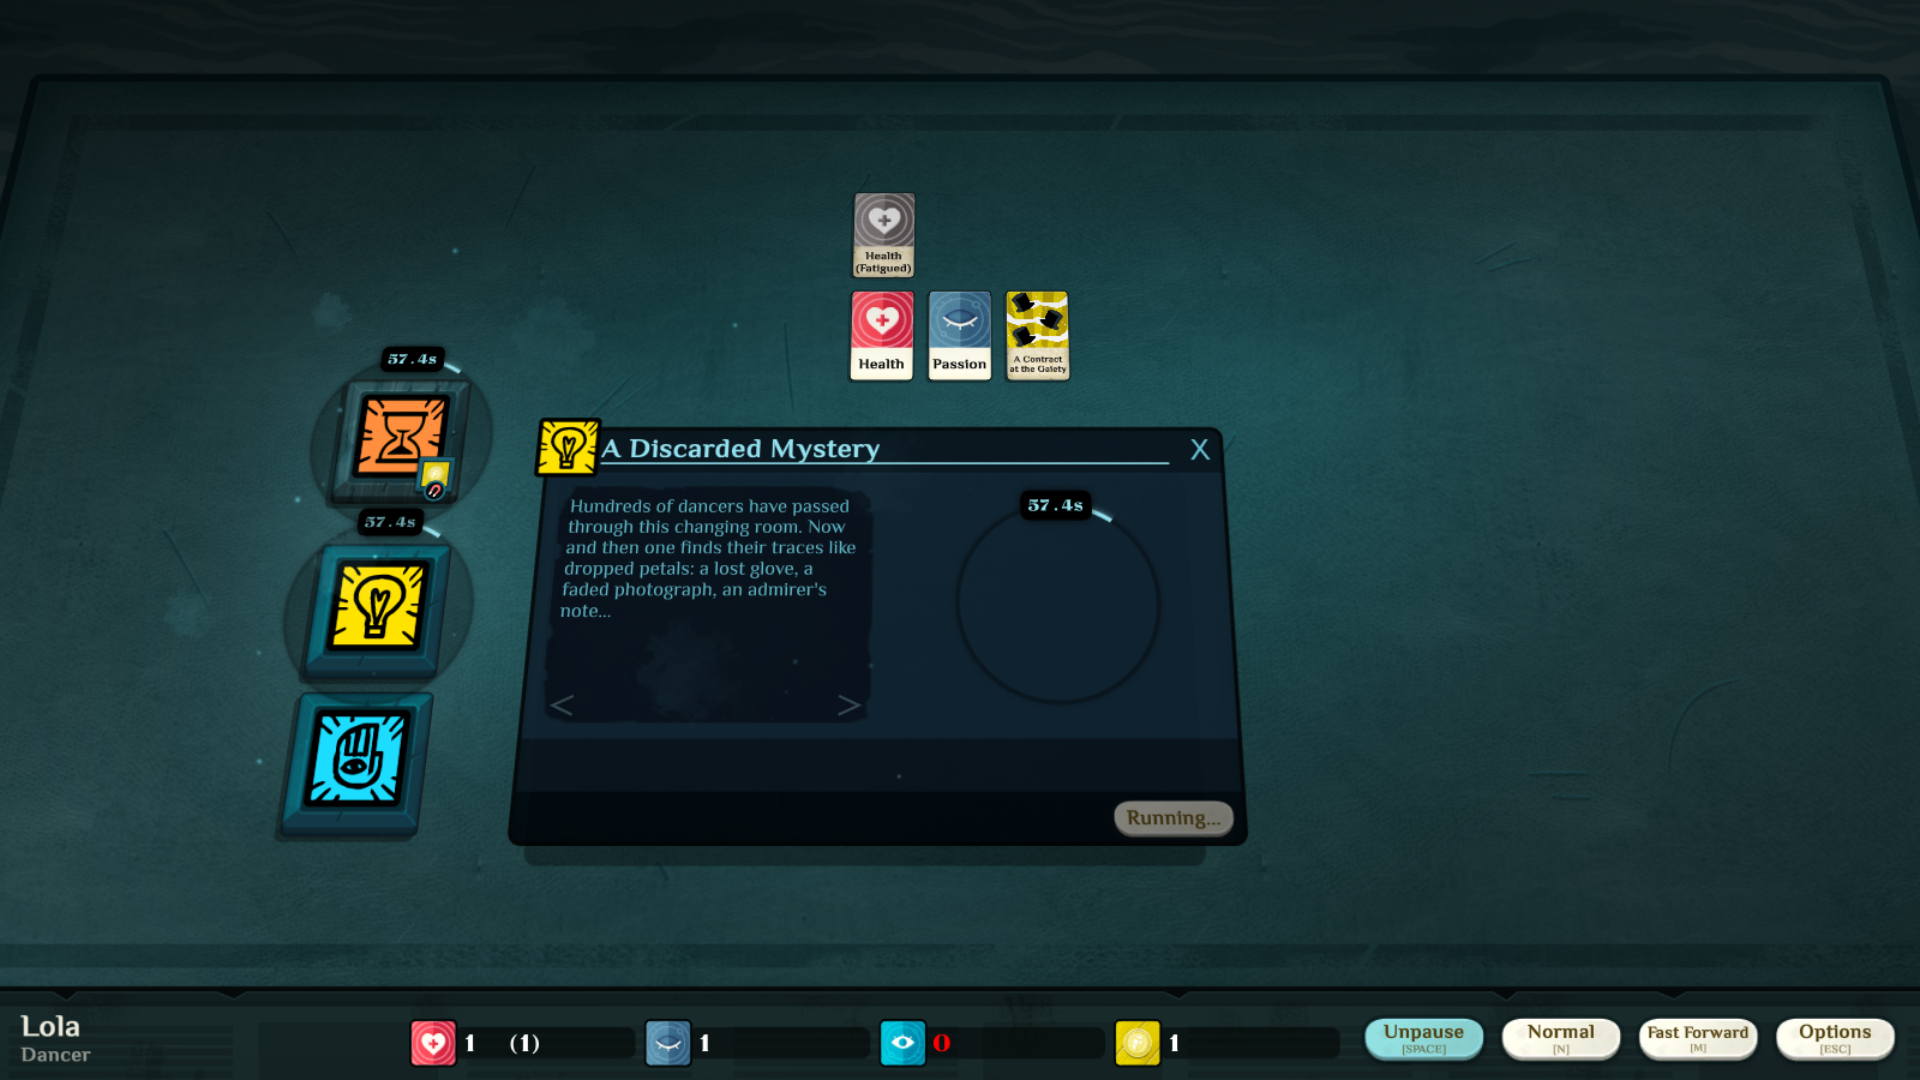 Health
(Fatigued)
Health
Passion
A Contract
at the Gaiety
57.4s
57.4s
A Discarded Mystery
X
Hundreds of dancers have passed
through this changing room. Now
and then one finds their traces like
dropped petals: a lost glove, a
faded photograph, an admirer's
note...
57.4s
<
>
Running...
Lola
Dancer
1 (1)
1
0
1
Unpause
[SPACE]
Normal
[N]
Fast Forward
[M]
Options
[ESC]